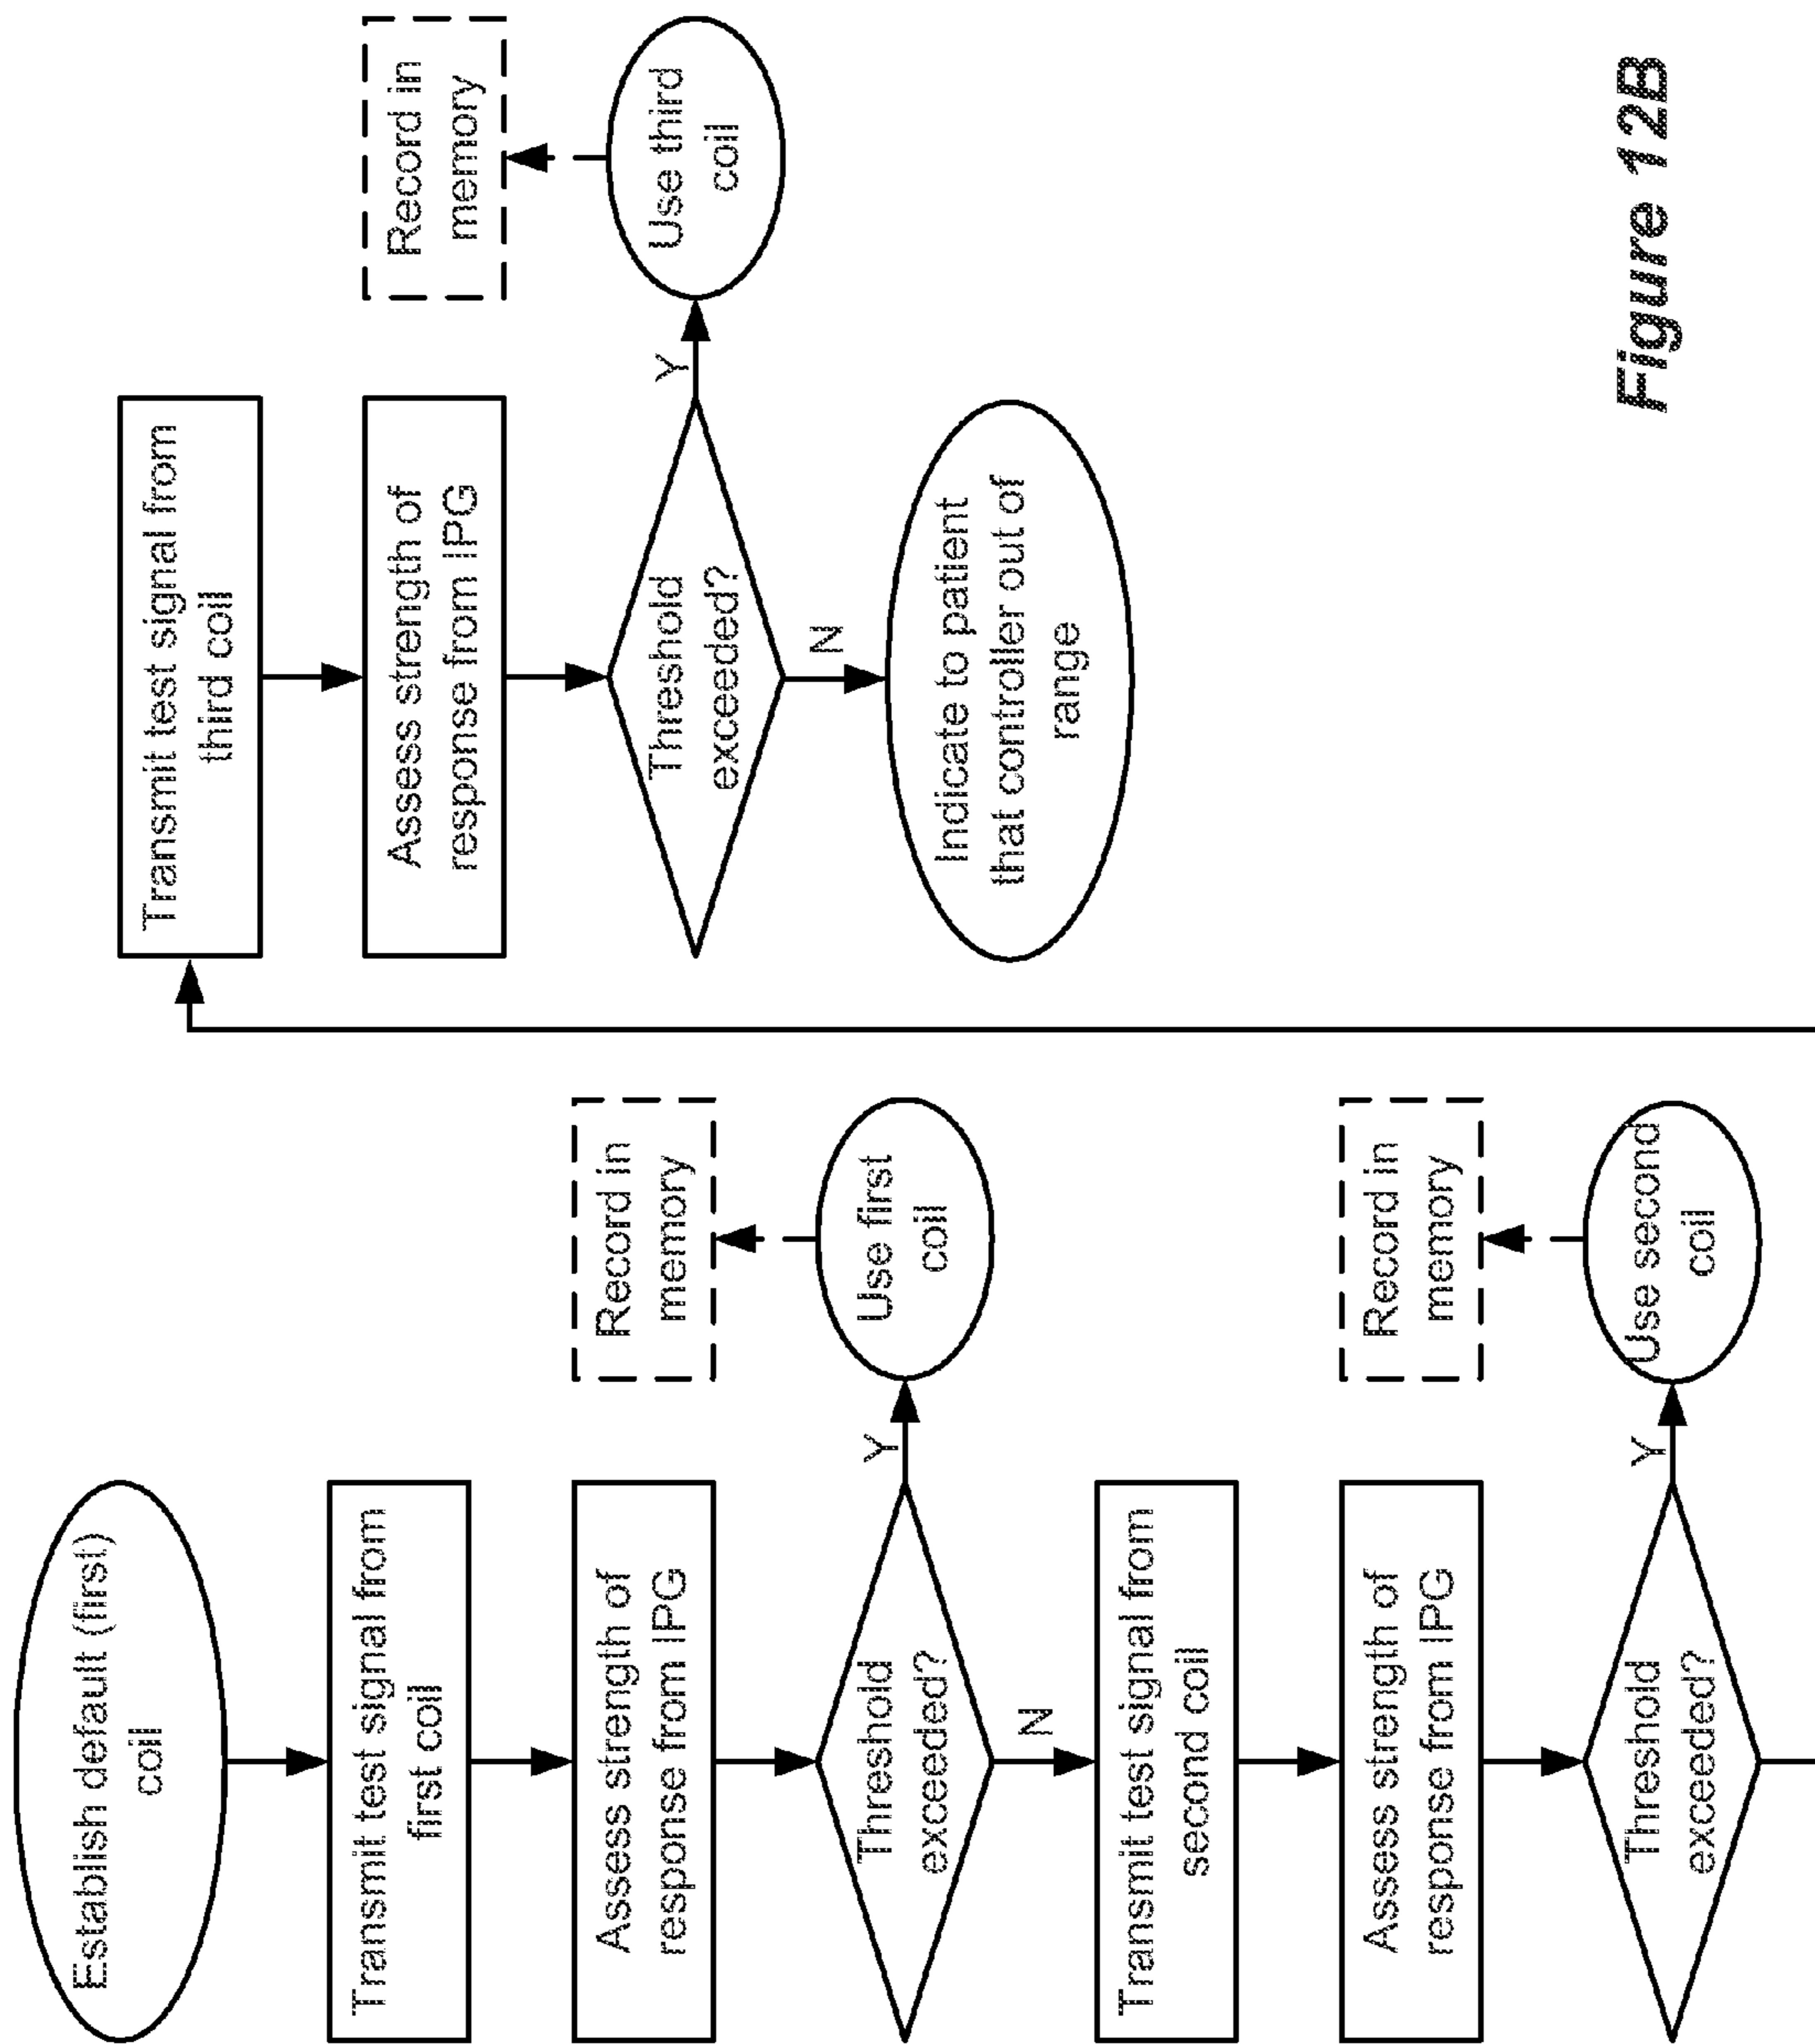 Establish default (first)
coil
Transmit test signal from
first coil
Assess strength of
response from IPG
Threshold
exceeded?
Y
Use first
coil
Record in
memory
N
Transmit test signal from
second coil
Assess strength of
response from IPG
Threshold
exceeded?
Y
Use second
coil
Record in
memory
Transmit test signal from
third coil
Assess strength of
response from IPG
Threshold
exceeded?
Y
Use third
coil
Record in
memory
N
Indicate to patient
that controller out of
range
Figure 12B